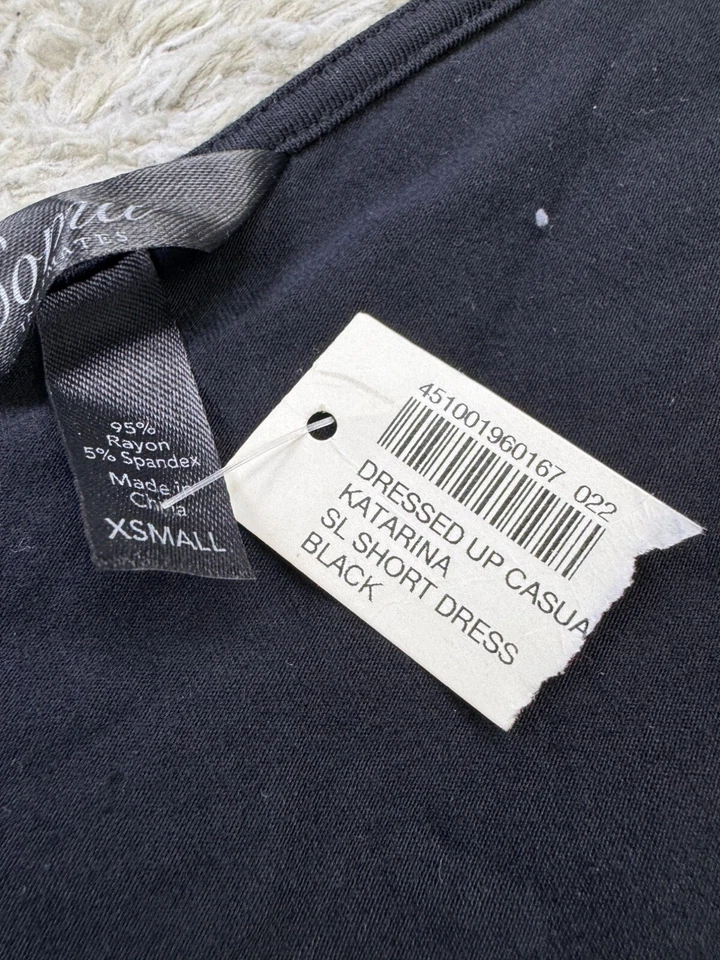 95%
Rayon
5% Spandex
Made in
China
XSMALL
451001960167 022
DRESSED UP CASUA
KATARINA
SL SHORT DRESS
BLACK